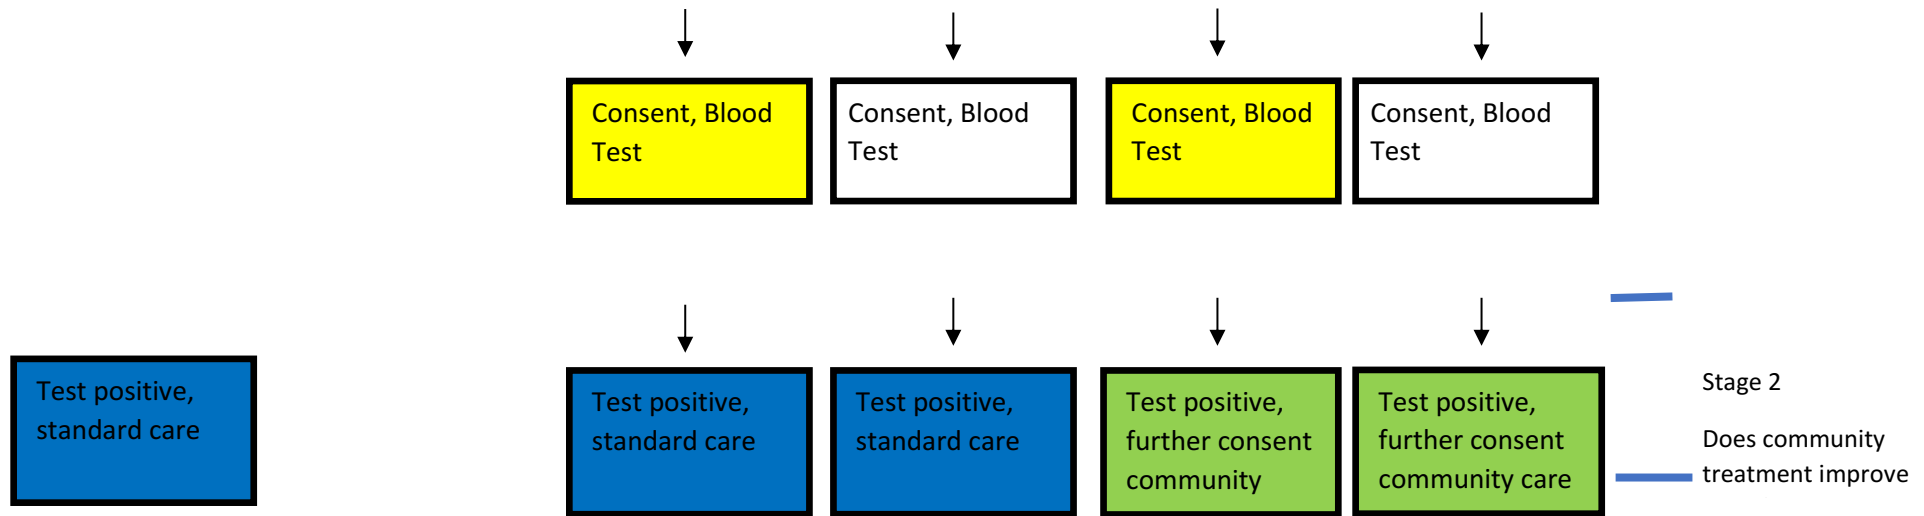 Consent, Blood
Test
Consent, Blood
Test
Consent, Blood
Test
Consent, Blood
Test
Test positive,
standard care
Test positive,
standard care
Test positive,
standard care
Test positive,
further consent
community
Test positive,
further consent
community care
Stage 2
Does community
treatment improve